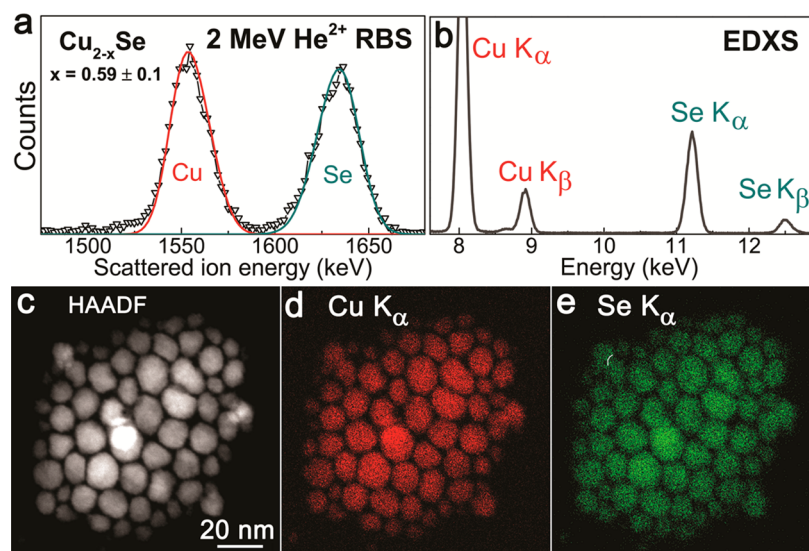 a
Cu2-xSe
x = 0.59 ± 0.1
2 MeV He2+ RBS
Counts
Cu
Se
1500 1550 1600 1650
Scattered ion energy (keV)
b
EDXS
Cu Kα
Cu Kβ
Se Kα
Se Kβ
8 9 10 11 12
Energy (keV)
c HAADF
20 nm
d Cu Kα
e Se Kα